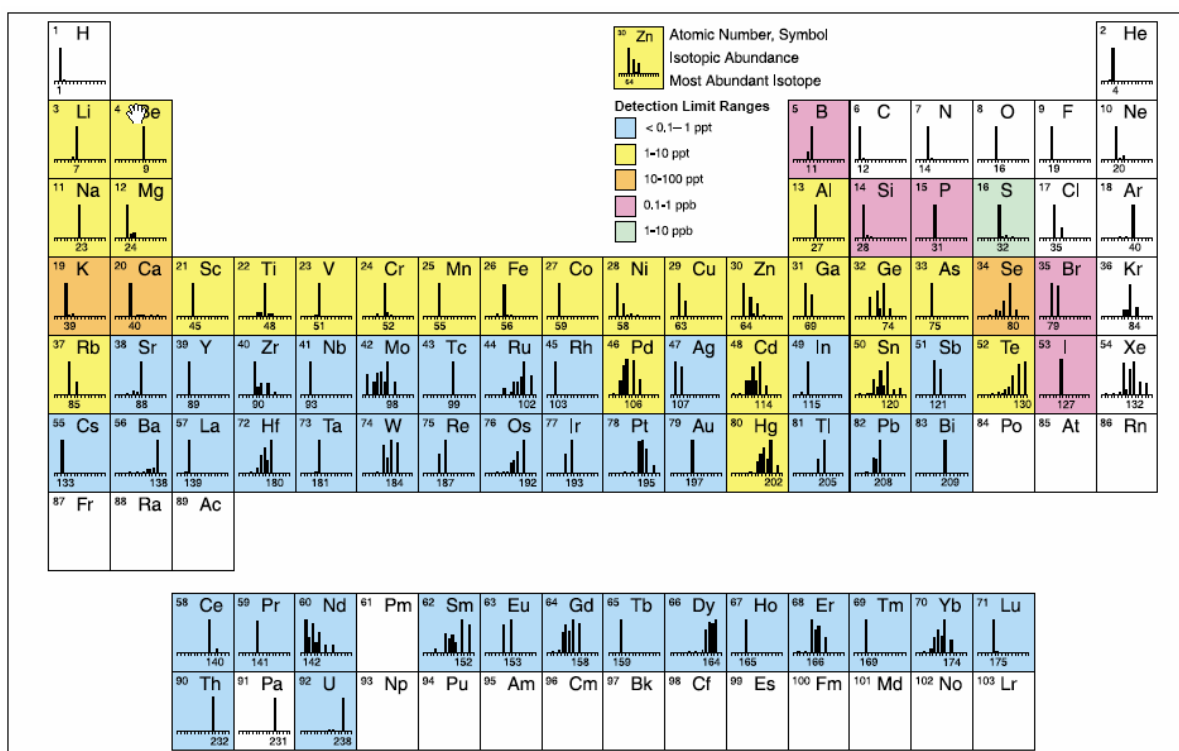 1 H
1
30 Zn
64
Atomic Number, Symbol
Isotopic Abundance
Most Abundant Isotope
2 He
4
Detection Limit Ranges
< 0.1– 1 ppt
1-10 ppt
10-100 ppt
0.1-1 ppb
1-10 ppb
3 Li 4 Be 5 B 6 C 7 N 8 O 9 F 10 Ne
7 9 11 12 14 16 19 20
11 Na 12 Mg 13 Al 14 Si 15 P 16 S 17 Cl 18 Ar
23 24 27 28 31 32 35 40
19 K 20 Ca 21 Sc 22 Ti 23 V 24 Cr 25 Mn 26 Fe 27 Co 28 Ni 29 Cu 30 Zn 31 Ga 32 Ge 33 As 34 Se 35 Br 36 Kr
39 40 45 48 51 52 55 56 59 58 63 64 69 74 75 80 79 84
37 Rb 38 Sr 39 Y 40 Zr 41 Nb 42 Mo 43 Tc 44 Ru 45 Rh 46 Pd 47 Ag 48 Cd 49 In 50 Sn 51 Sb 52 Te 53 I 54 Xe
85 88 89 90 93 98 99 102 103 106 107 114 115 120 121 130 127 132
55 Cs 56 Ba 57 La 72 Hf 73 Ta 74 W 75 Re 76 Os 77 Ir 78 Pt 79 Au 80 Hg 81 Tl 82 Pb 83 Bi 84 Po 85 At 86 Rn
133 138 139 180 181 184 187 192 193 195 197 202 205 208 209
87 Fr 88 Ra 89 Ac
58 Ce 59 Pr 60 Nd 61 Pm 62 Sm 63 Eu 64 Gd 65 Tb 66 Dy 67 Ho 68 Er 69 Tm 70 Yb 71 Lu
140 141 142 152 153 158 159 164 165 166 169 174 175
90 Th 91 Pa 92 U 93 Np 94 Pu 95 Am 96 Cm 97 Bk 98 Cf 99 Es 100 Fm 101 Md 102 No 103 Lr
232 231 238